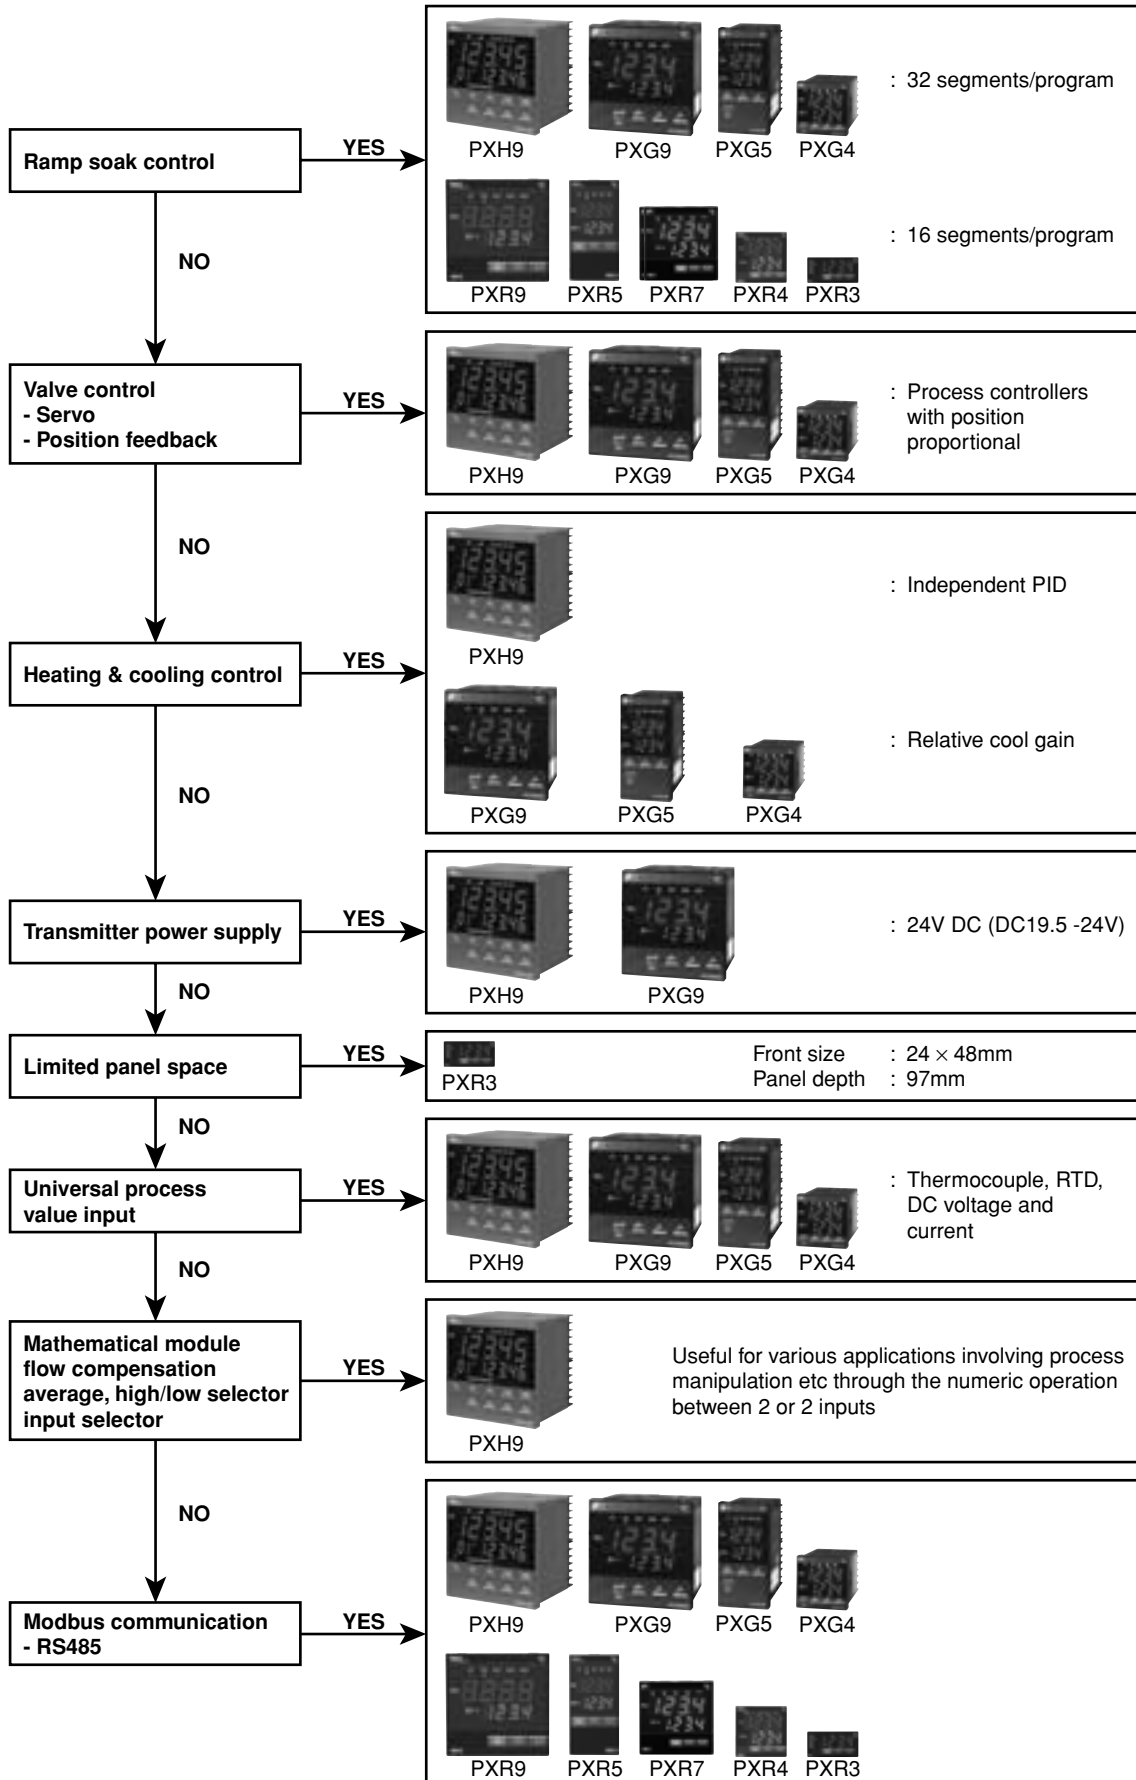 PXH9 PXG9 PXG5 PXG4
: 32 segments/program
Ramp soak control
YES
PXR9 PXR5 PXR7 PXR4 PXR3
: 16 segments/program
NO
Valve control
- Servo
- Position feedback
YES
PXH9 PXG9 PXG5 PXG4
: Process controllers
with position
proportional
NO
Heating & cooling control
YES
PXH9
: Independent PID
PXG9 PXG5 PXG4
: Relative cool gain
NO
Transmitter power supply
YES
PXH9 PXG9
: 24V DC (DC19.5 -24V)
NO
Limited panel space
YES
PXR3
Front size : 24 × 48mm
Panel depth : 97mm
NO
Universal process
value input
YES
PXH9 PXG9 PXG5 PXG4
: Thermocouple, RTD,
DC voltage and
current
NO
Mathematical module
flow compensation
average, high/low selector
input selector
YES
PXH9
Useful for various applications involving process
manipulation etc through the numeric operation
between 2 or 2 inputs
NO
Modbus communication
- RS485
YES
PXH9 PXG9 PXG5 PXG4
PXR9 PXR5 PXR7 PXR4 PXR3